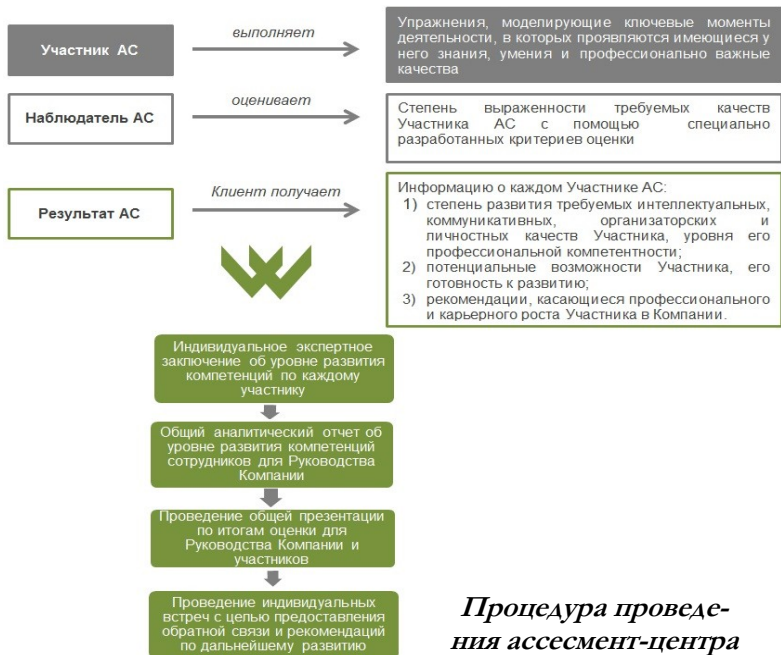 Участник АС
выполняет
Упражнения, моделирующие ключевые моменты
деятельности, в которых проявляются имеющиеся у
него знания, умения и профессионально важные
качества
Наблюдатель АС
оценивает
Степень выраженности требуемых качеств
Участника АС с помощью специально
разработанных критериев оценки
Результат АС
Клиент получает
Информацию о каждом Участнике АС:
1) степень развития требуемых интеллектуальных,
коммуникативных, организаторских и
личностных качеств Участника, уровня его
профессиональной компетентности;
2) потенциальные возможности Участника, его
готовность к развитию;
3) рекомендации, касающиеся профессионального
и карьерного роста Участника в Компании.
Индивидуальное экспертное
заключение об уровне развития
компетенций по каждому
участнику
Общий аналитический отчет об
уровне развития компетенций
сотрудников для Руководства
Компании
Проведение общей презентации
по итогам оценки для
Руководства Компании и
участников
Проведение индивидуальных
встреч с целью предоставления
обратной связи и рекомендаций
по дальнейшему развитию
Процедура проведе-
ния ассесмент-центра